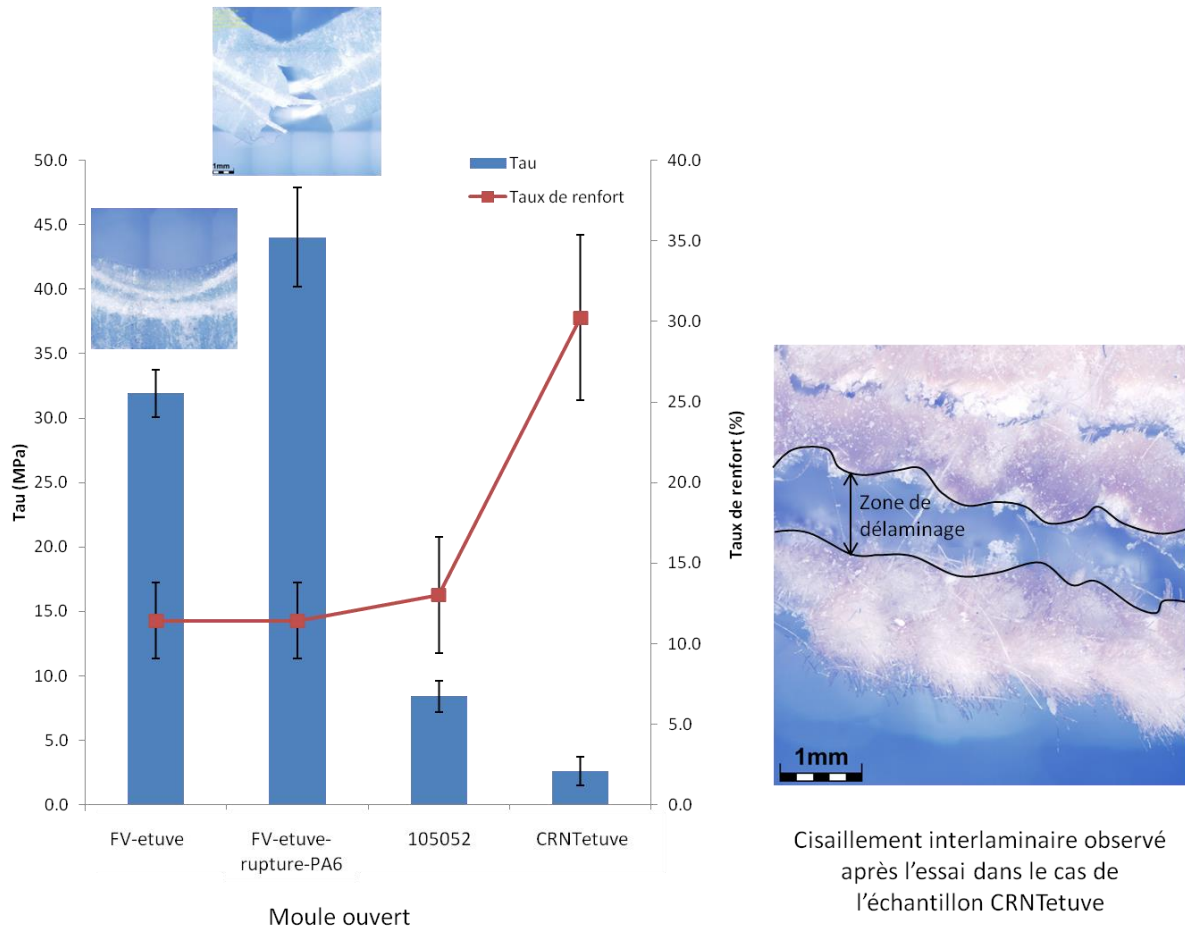 1mm
Tau
Taux de renfort
50.0
45.0
40.0
35.0
30.0
25.0
20.0
15.0
10.0
5.0
0.0
Tau (MPa)
40.0
35.0
30.0
25.0
20.0
15.0
10.0
5.0
0.0
Taux de renfort (%)
FV-etuve
FV-etuve-
rupture-PA6
105052
CRNTetuve
Moule ouvert
Zone de
délaminage
1mm
Cisaillement interlaminaire observé
après l'essai dans le cas de
l'échantillon CRNTetuve